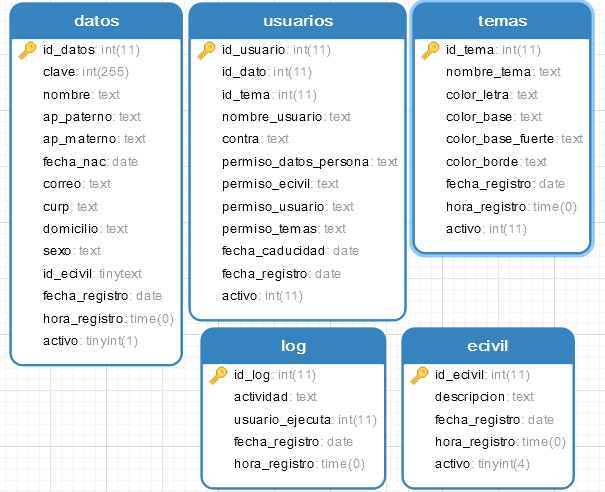 datos
id_datos: int(11)
clave: int(255)
nombre: text
ap_paterno: text
ap_materno: text
fecha_nac: date
correo: text
curp: text
domicilio: text
sexo: text
id_ecivil: tinytext
fecha_registro: date
hora_registro: time(0)
activo: tinyint(1)
usuarios
id_usuario: int(11)
id_dato: int(11)
id_tema: int(11)
nombre_usuario: text
contra: text
permiso_datos_persona: text
permiso_ecivil: text
permiso_usuario: text
permiso_temas: text
fecha_caducidad: date
fecha_registro: date
activo: int(11)
temas
id_tema: int(11)
nombre_tema: text
color_letra: text
color_base: text
color_base_fuerte: text
color_borde: text
fecha_registro: date
hora_registro: time(0)
activo: int(11)
log
id_log: int(11)
actividad: text
usuario_ejecuta: int(11)
fecha_registro: date
hora_registro: time(0)
ecivil
id_ecivil: int(11)
descripcion: text
fecha_registro: date
hora_registro: time(0)
activo: tinyint(4)